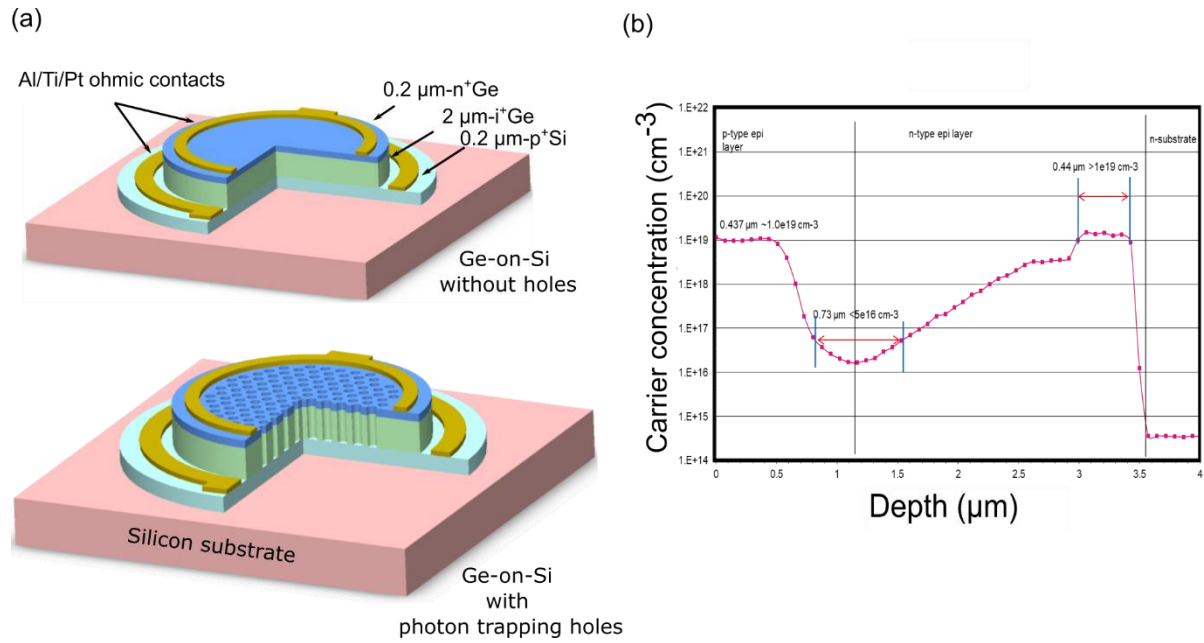 (a)
Al/Ti/Pt ohmic contacts
0.2 µm-n⁺Ge
2 µm-i⁺Ge
0.2 µm-p⁺Si
Ge-on-Si
without holes
Silicon substrate
Ge-on-Si
with
photon trapping holes
(b)
Carrier concentration (cm⁻³)
1.E+22
1.E+21
1.E+20
1.E+19
1.E+18
1.E+17
1.E+16
1.E+15
1.E+14
p-type epi
layer
n-type epi layer
n-substrate
0.44 µm >1e19 cm-3
0.437 µm ~1.0e19 cm-3
0.73 µm <5e16 cm-3
0 0.5 1 1.5 2 2.5 3 3.5 4
Depth (µm)